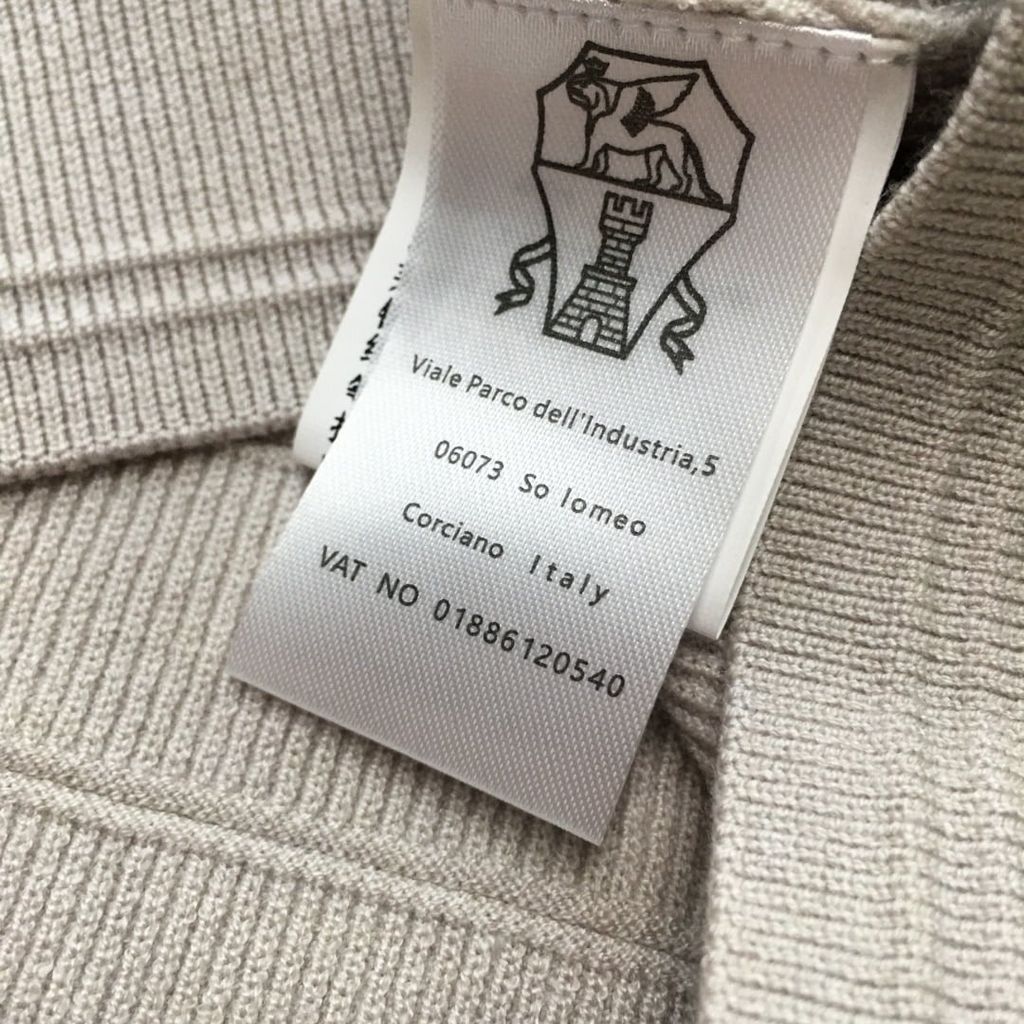 Viale Parco dell'Industria,5
06073 So lomeo
Corciano Italy
VAT NO 01886120540